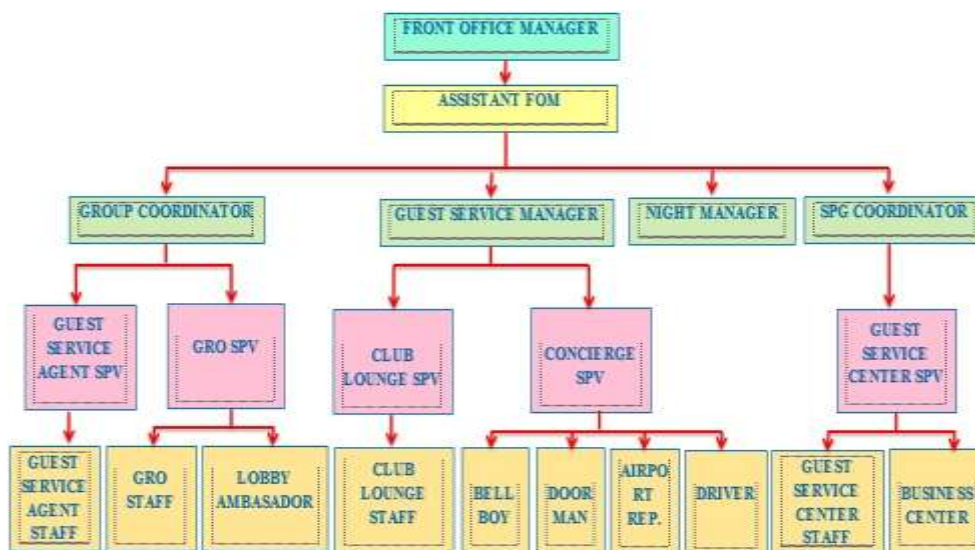 FRONT OFFICE MANAGER
ASSISTANT FOM
GROUP COORDINATOR
GUEST SERVICE MANAGER
NIGHT MANAGER
SPG COORDINATOR
GUEST
SERVICE
AGENT SPV
GRO SPV
CLUB
LOUNGE SPV
CONCIERGE
SPV
GUEST
SERVICE
CENTER SPV
GUEST
SERVICE
AGENT
STAFF
GRO
STAFF
LOBBY
AMBASADOR
CLUB
LOUNGE
STAFF
BELL
BOY
DOOR
MAN
AIRPO
RT
REP.
DRIVER
GUEST
SERVICE
CENTER
STAFF
BUSINESS
CENTER